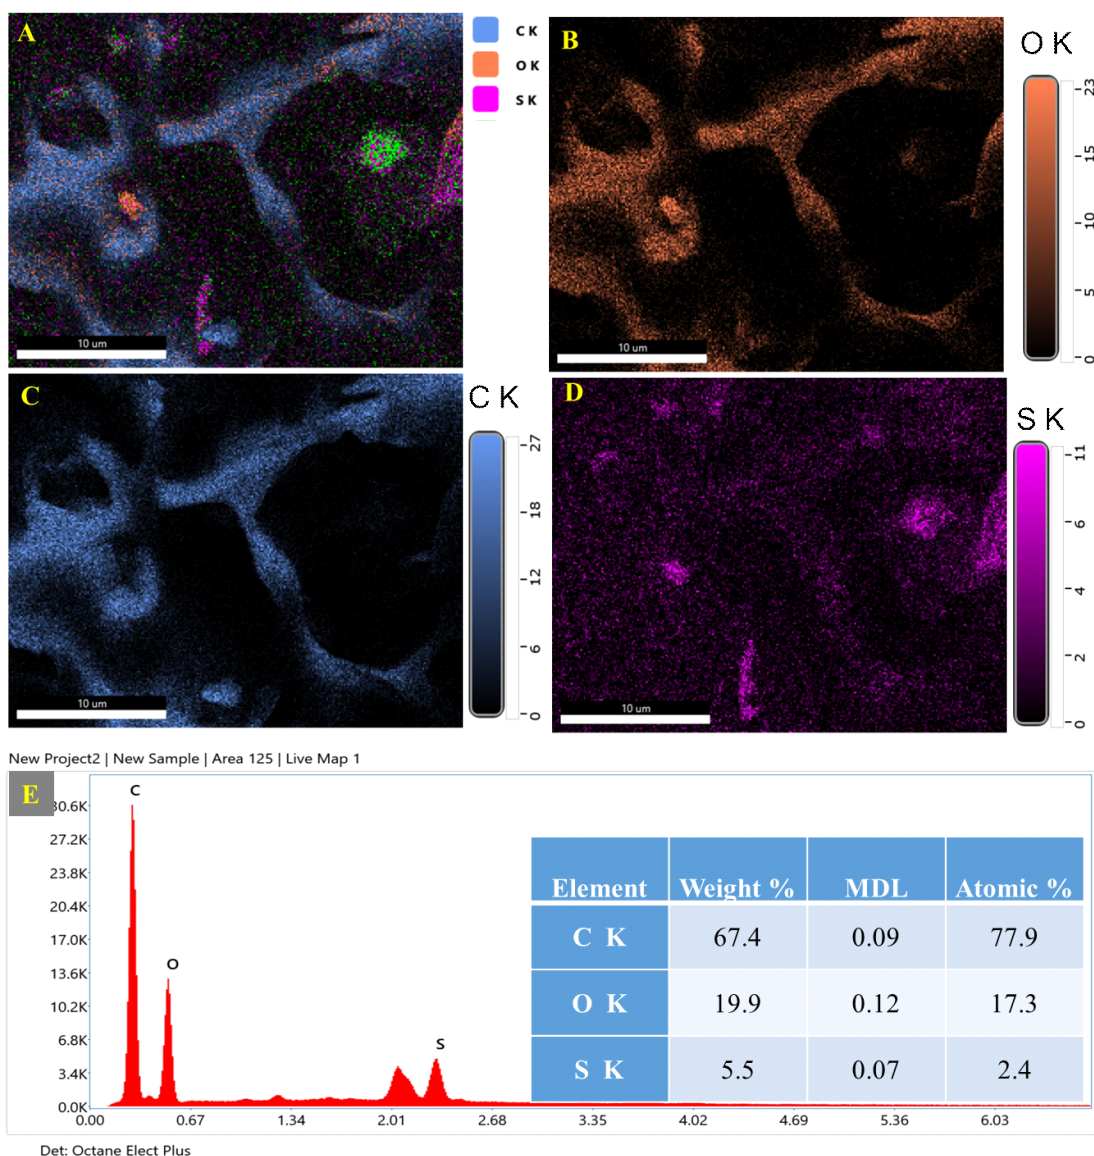 A
C K
O K
S K
10 um
B
O K
23
15
10
5
0
10 um
C
C K
27
18
12
6
0
10 um
D
S K
11
6
4
2
0
10 um
New Project2 | New Sample | Area 125 | Live Map 1
E
C
O
S
27.2K
23.8K
20.4K
17.0K
13.6K
10.2K
6.8K
3.4K
0.0K
0.00 0.67 1.34 2.01 2.68 3.35 4.02 4.69 5.36 6.03
Element Weight % MDL Atomic %
C K 67.4 0.09 77.9
O K 19.9 0.12 17.3
S K 5.5 0.07 2.4
Det: Octane Elect Plus